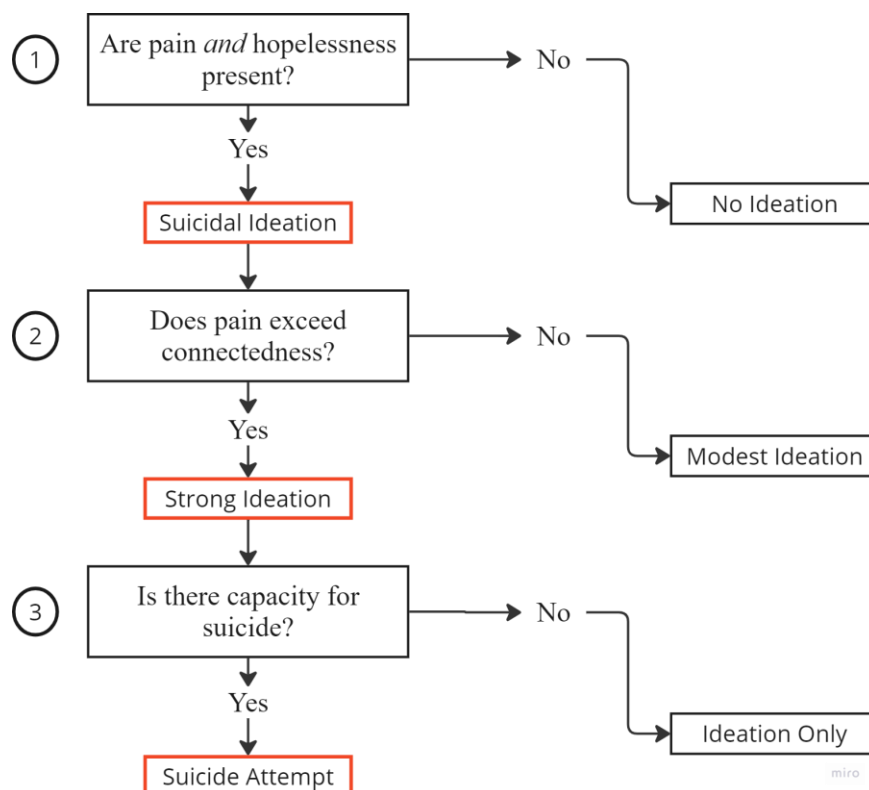 1
Are pain and hopelessness
present?
No
Yes
Suicidal Ideation
No Ideation
2
Does pain exceed
connectedness?
No
Yes
Modest Ideation
Strong Ideation
3
Is there capacity for
suicide?
No
Yes
Ideation Only
Suicide Attempt
miro